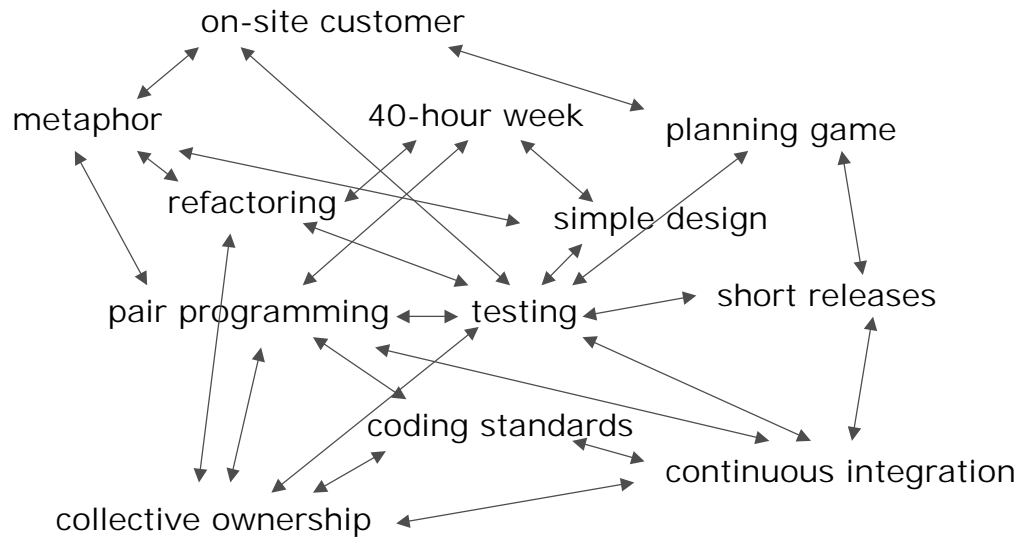 on-site customer
metaphor
40-hour week
planning game
refactoring
simple design
pair programming
testing
short releases
coding standards
continuous integration
collective ownership